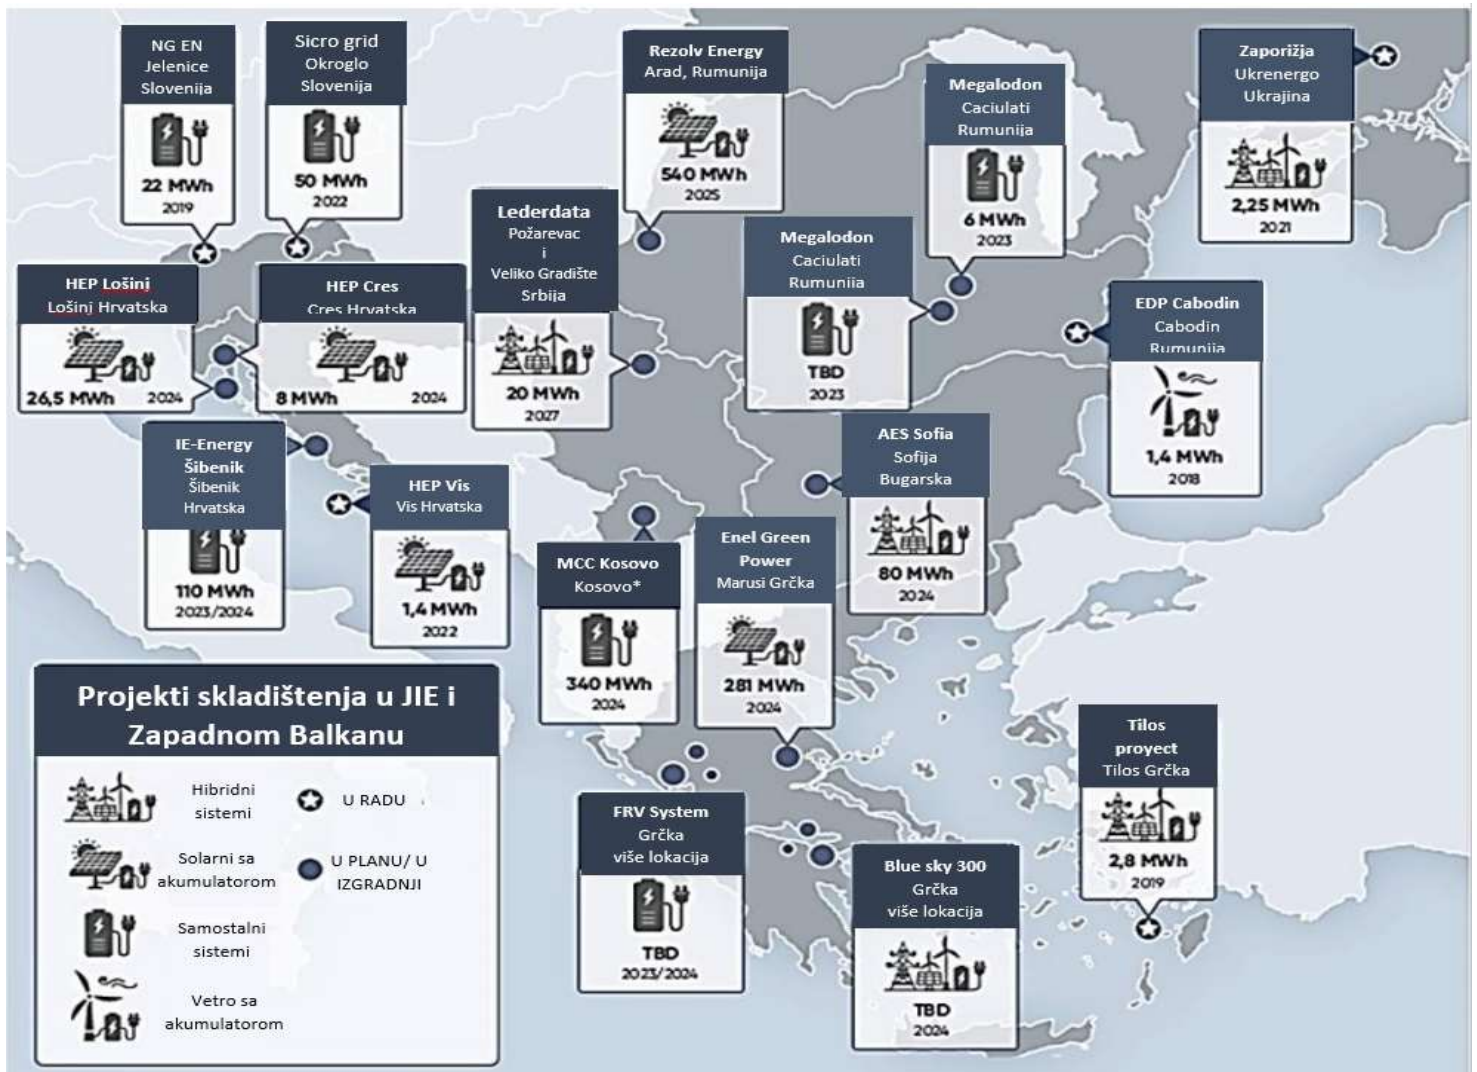 NG EN
Jelenice
Slovenija
22 MWh
2019
Sicro grid
Okroglo
Slovenija
50 MWh
2022
Rezolv Energy
Arad, Rumunija
540 MWh
2025
Megalodon
Caciulati
Rumunija
6 MWh
2023
Zaporižja
Ukrenergo
Ukrajina
2,25 MWh
2021
HEP Lošinj
Lošinj Hrvatska
26,5 MWh
2024
HEP Cres
Cres Hrvatska
8 MWh
2024
Lederdata
Požarevac
i
Veliko Gradište
Srbija
20 MWh
2027
Megalodon
Caciulati
Rumunija
TBD
2023
EDP Cabodin
Cabodin
Rumunija
1,4 MWh
2018
IE-Energy
Šibenik
Šibenik
Hrvatska
110 MWh
2023/2024
HEP Vis
Vis Hrvatska
1,4 MWh
2022
MCC Kosovo
Kosovo*
340 MWh
2024
Enel Green
Power
Marusi Grčka
281 MWh
2024
AES Sofia
Sofija
Bugarska
80 MWh
2024
Projekti skladištenja u JIE i
Zapadnom Balkanu
Hibridni
sistemi
U RADU
Solarni sa
akumulatorom
U PLANU/ U
IZGRADNJI
Samostalni
sistemi
Vetro sa
akumulatorom
FRV System
Grčka
više lokacija
TBD
2023/2024
Blue sky 300
Grčka
više lokacija
TBD
2024
Tilos
proyect
Tilos Grčka
2,8 MWh
2019